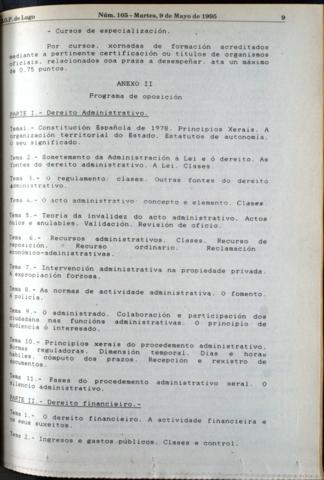 B.O.P. de Lugo Núm. 105 - Martes, 9 de Mayo de 1995 9
- Cursos de especialización.
Por cursos, xornadas de formación acreditados
mediante a pertinente certificación ou títulos de organismos
oficiais, relacionados coa praza a desempeñar, ata un máximo
de 0.75 puntos.
ANEXO II
Programa de oposición
PARTE I.- Dereito Administrativo.
Tema1.- Constitución Española de 1978. Principios Xerais. A
organización territorial do Estado. Estatutos de autonomía.
O seu significado.
Tema 2.- Sometemento da Administración á Lei e ó dereito. As
fontes do dereito administrativo. A Lei. Clases.
Tema 3.- O regulamento: clases. Outras fontes do dereito
Administrativo.
Tema 4.- O acto administrativo: concepto e elemento. Clases
Tema 5.- Teoría da invalidez do acto administrativo. Actos
nulos e anulables. Validación. Revisión de oficio.
Tema 6.- Recursos administrativos. Clases. Recurso de
reposición. Recurso ordinario. Reclamación
económico-administrativas.
Tema 7.- Intervención administrativa na propiedade privada.
A expropiación forzosa.
Tema 8.- As normas de actividade administrativa. O fomento.
A policía.
Tema 9.- O administrado. Colaboración e participación dos
cidadáns nas funcións administrativas. O principio de
audiencia ó interesado.
Tema 10.- Principios xerais do procedemento administrativo.
Normas reguladoras. Dimensión temporal. Días e horas
hábiles, cómputo dos prazos. Recepción e rexistro de
documentos.
Tema 11.- Fases do procedemento administrativo xeral. O
silencio administrativo.
PARTE II.- Dereito financieiro.-
Tema 1.- O dereito financieiro. A actividade financieira e
os seus suxeitos.
Tema 2.- Ingresos e gastos públicos. Clases e control.